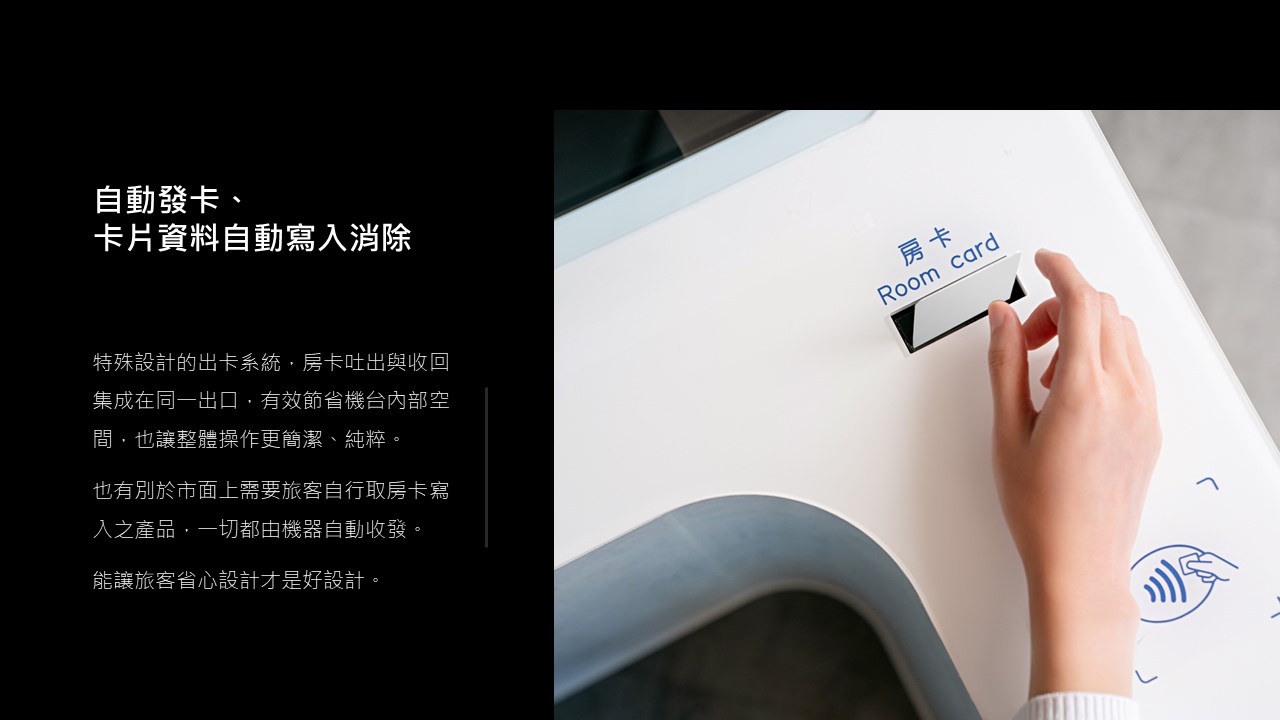 自動發卡、
卡片資料自動寫入消除
特殊設計的出卡系統，房卡吐出與收回
集成在同一出口，有效節省機台內部空
間，也讓整體操作更簡潔、純粹。
也有別於市面上需要旅客自行取房卡寫
入之產品，一切都由機器自動收發。
能讓旅客省心設計才是好設計。
房卡
Room card